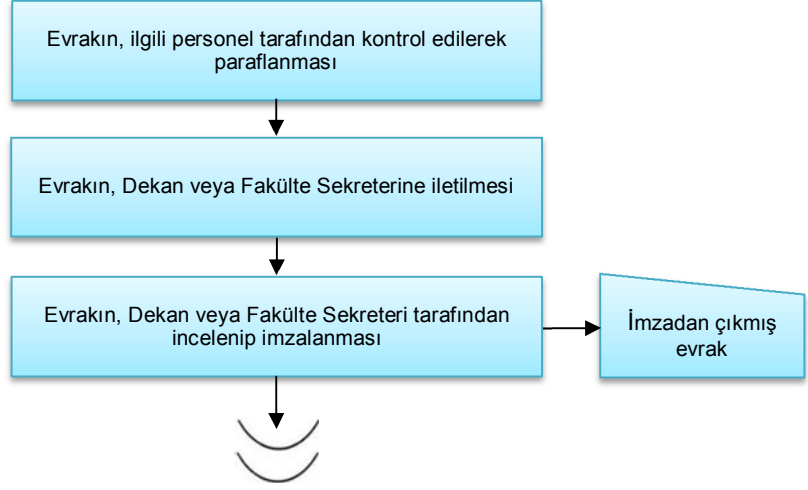 Evrakın, ilgili personel tarafından kontrol edilerek
paraflanması
Evrakın, Dekan veya Fakülte Sekreterine iletilmesi
Evrakın, Dekan veya Fakülte Sekreteri tarafından
incelenip imzalanması
İmzadan çıkmış
evrak